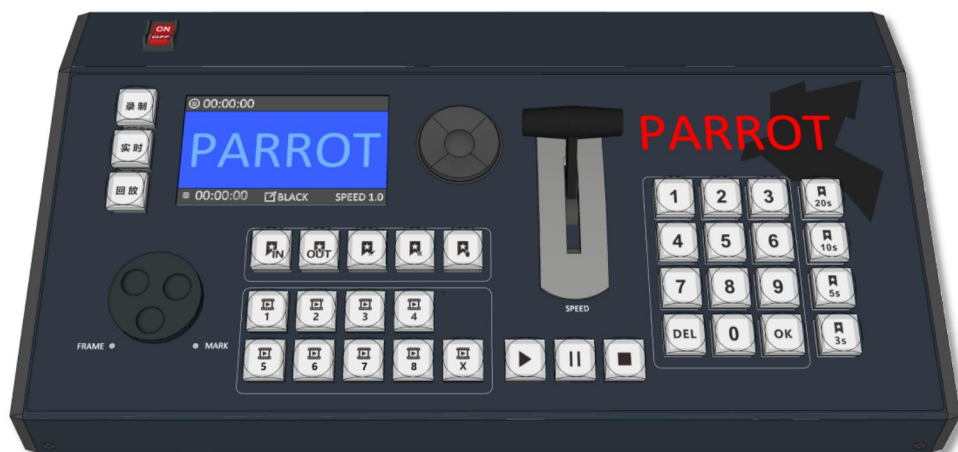 ON
OFF
录制
实时
回放
00:00:00
PARROT
00:00:00 BLACK SPEED 1.0
PARROT
1 2 3 20s
4 5 6 10s
7 8 9 5s
DEL 0 OK 3s
IN OUT
1 2 3 4
5 6 7 8 X
SPEED
FRAME MARK